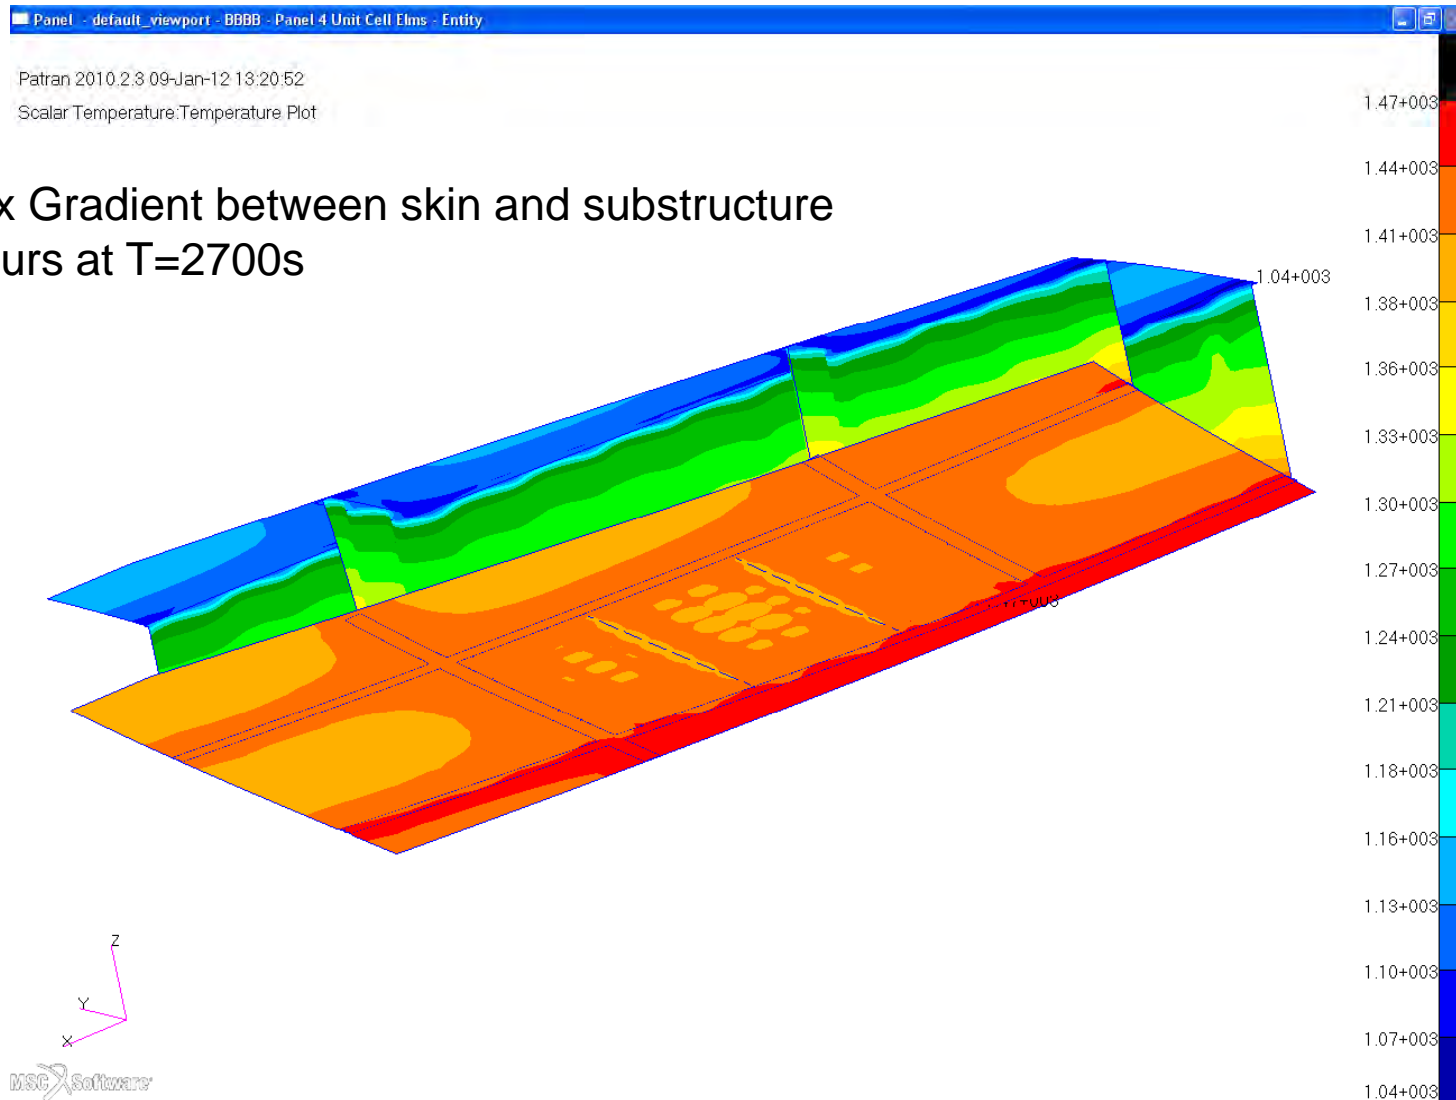 Panel - default_viewport - BBBB - Panel 4 Unit Cell Elms - Entity
Patran 2010.2.3 09-Jan-12 13:20:52
Scalar Temperature:Temperature Plot
x Gradient between skin and substructure
urs at T=2700s
1.04+003
1.47+003
1.44+003
1.41+003
1.38+003
1.36+003
1.33+003
1.30+003
1.27+003
1.24+003
1.21+003
1.18+003
1.16+003
1.13+003
1.10+003
1.07+003
1.04+003
Z
Y
X
MSC Software